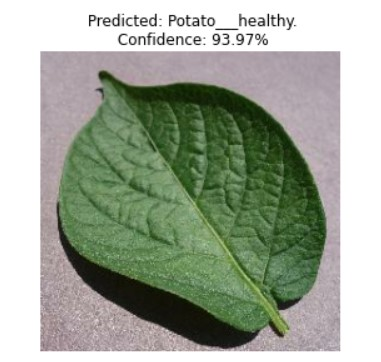 Predicted: Potato___healthy.
Confidence: 93.97%